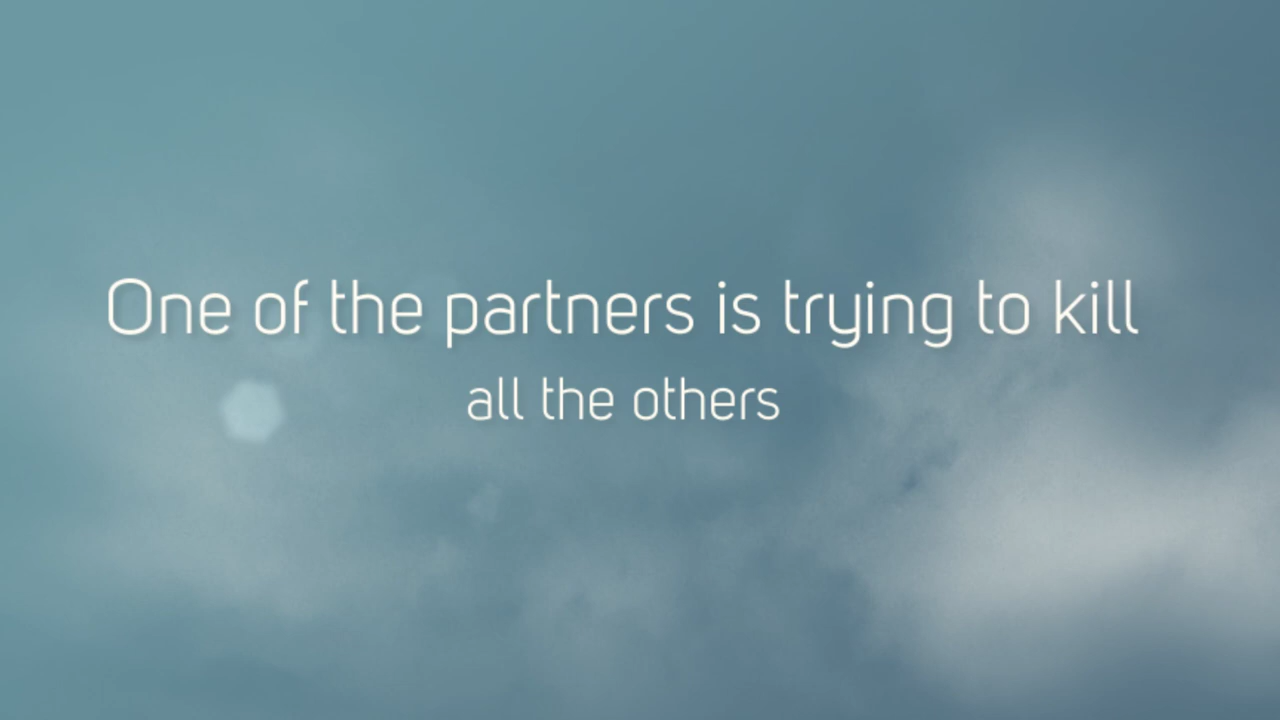 One of the partners is trying to kill
all the others